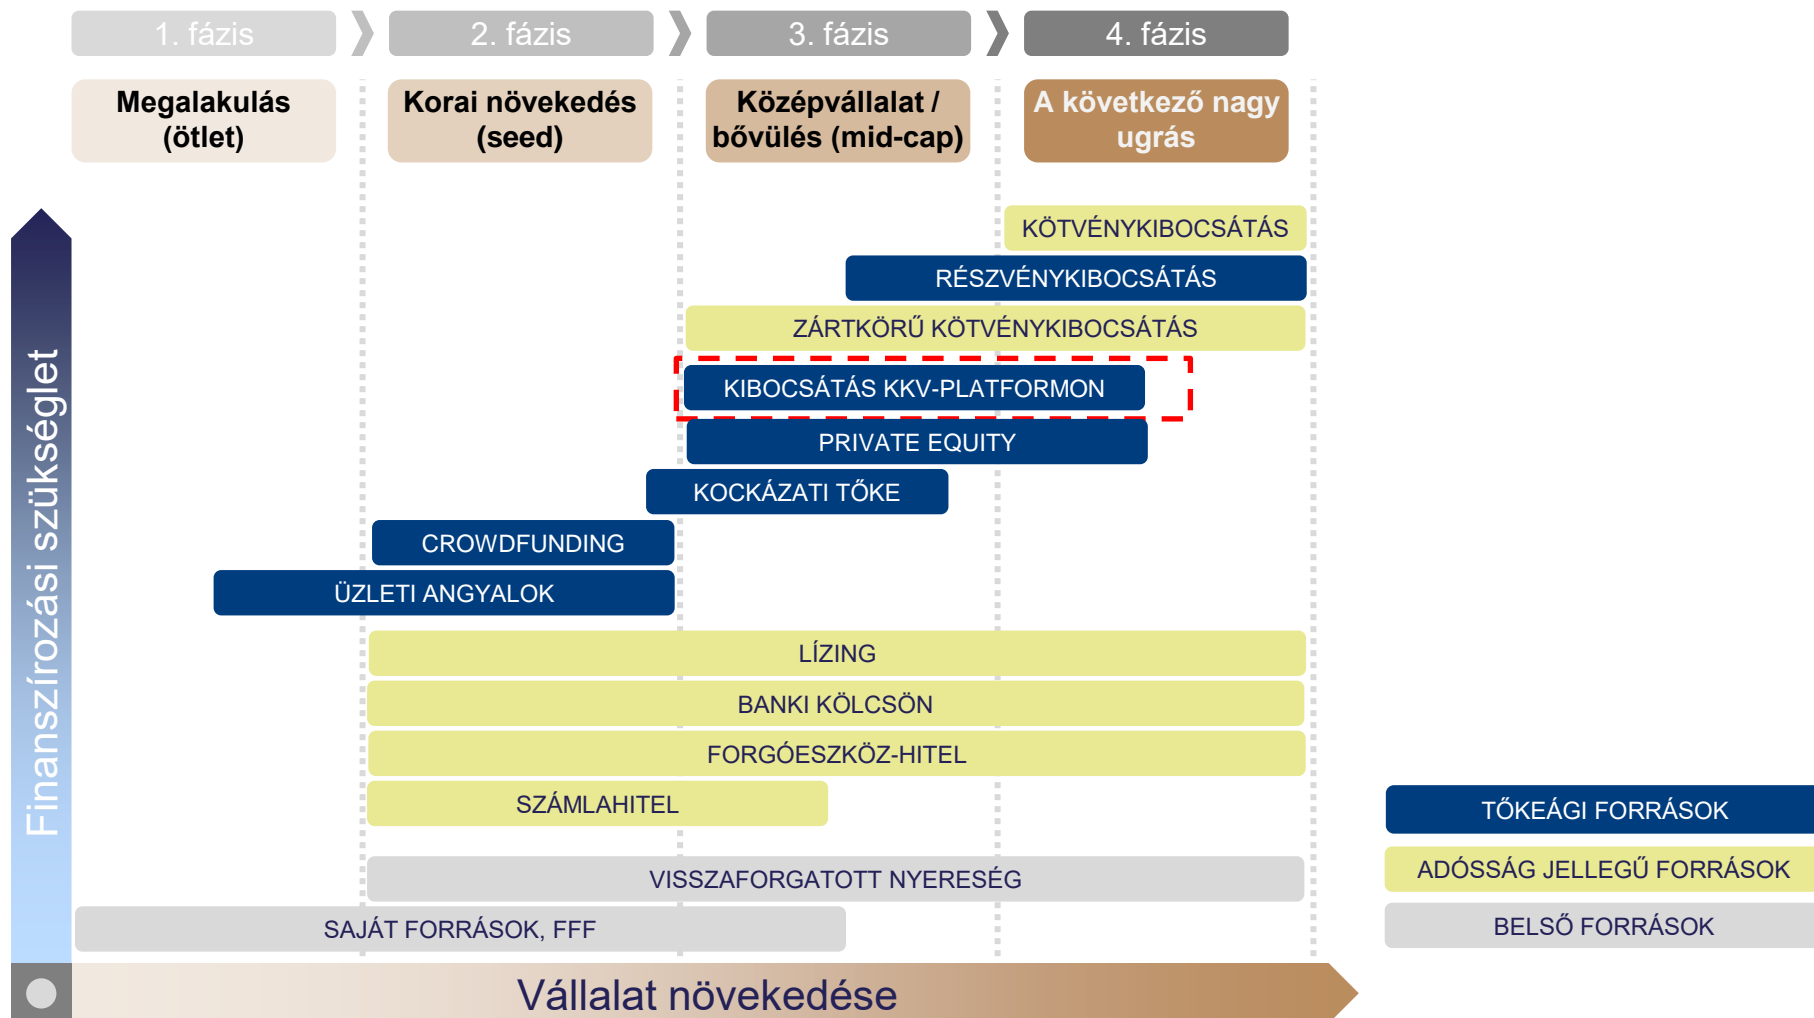 1. fázis
2. fázis
3. fázis
4. fázis
Megalakulás
(ötlet)
Korai növekedés
(seed)
Középvállalat /
bővülés (mid-cap)
A következő nagy
ugrás
Finanszírozási szükséglet
KÖTVÉNYKIBOCSÁTÁS
RÉSZVÉNYKIBOCSÁTÁS
ZÁRTKÖRŰ KÖTVÉNYKIBOCSÁTÁS
KIBOCSÁTÁS KKV-PLATFORMON
PRIVATE EQUITY
KOCKÁZATI TŐKE
CROWDFUNDING
ÜZLETI ANGYALOK
LÍZING
BANKI KÖLCSÖN
FORGÓESZKÖZ-HITEL
SZÁMLAHITEL
VISSZAFORGATOTT NYERESÉG
SAJÁT FORRÁSOK, FFF
TŐKEÁGI FORRÁSOK
ADÓSSÁG JELLEGŰ FORRÁSOK
BELSŐ FORRÁSOK
Vállalat növekedése